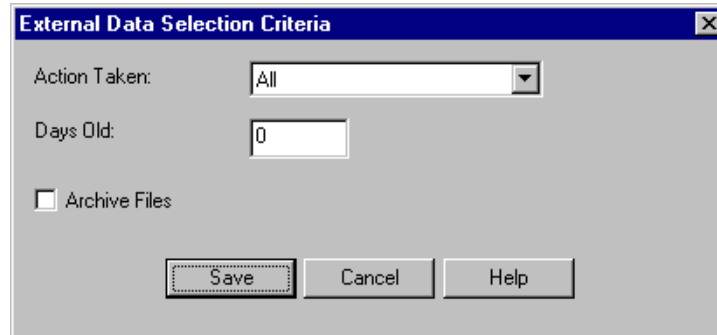 External Data Selection Criteria
Action Taken: All
Days Old: 0
Archive Files
Save Cancel Help